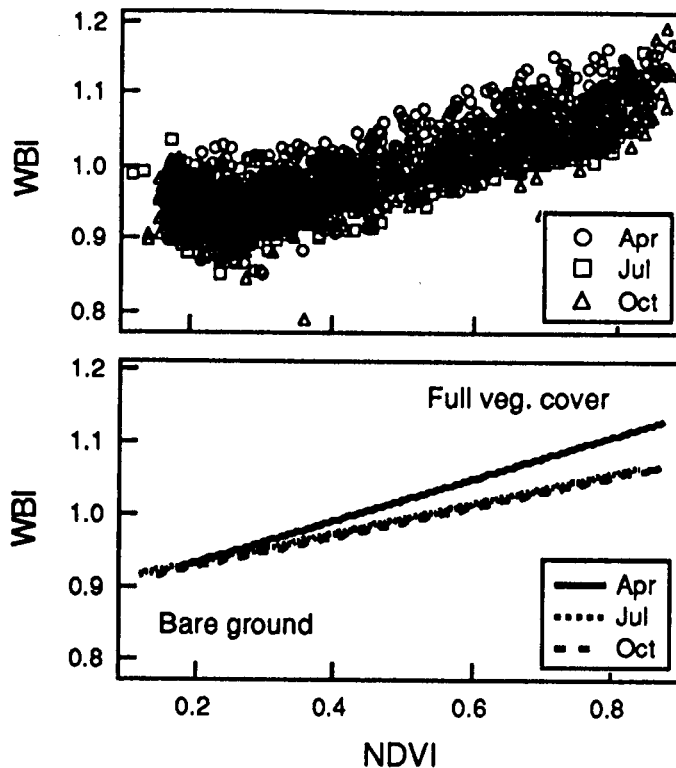 1.2
1.1
1.0
0.9
0.8
WBI
Apr
Jul
Oct
1.2
1.1
1.0
0.9
0.8
WBI
Full veg. cover
Bare ground
Apr
Jul
Oct
0.2
0.4
0.6
0.8
NDVI